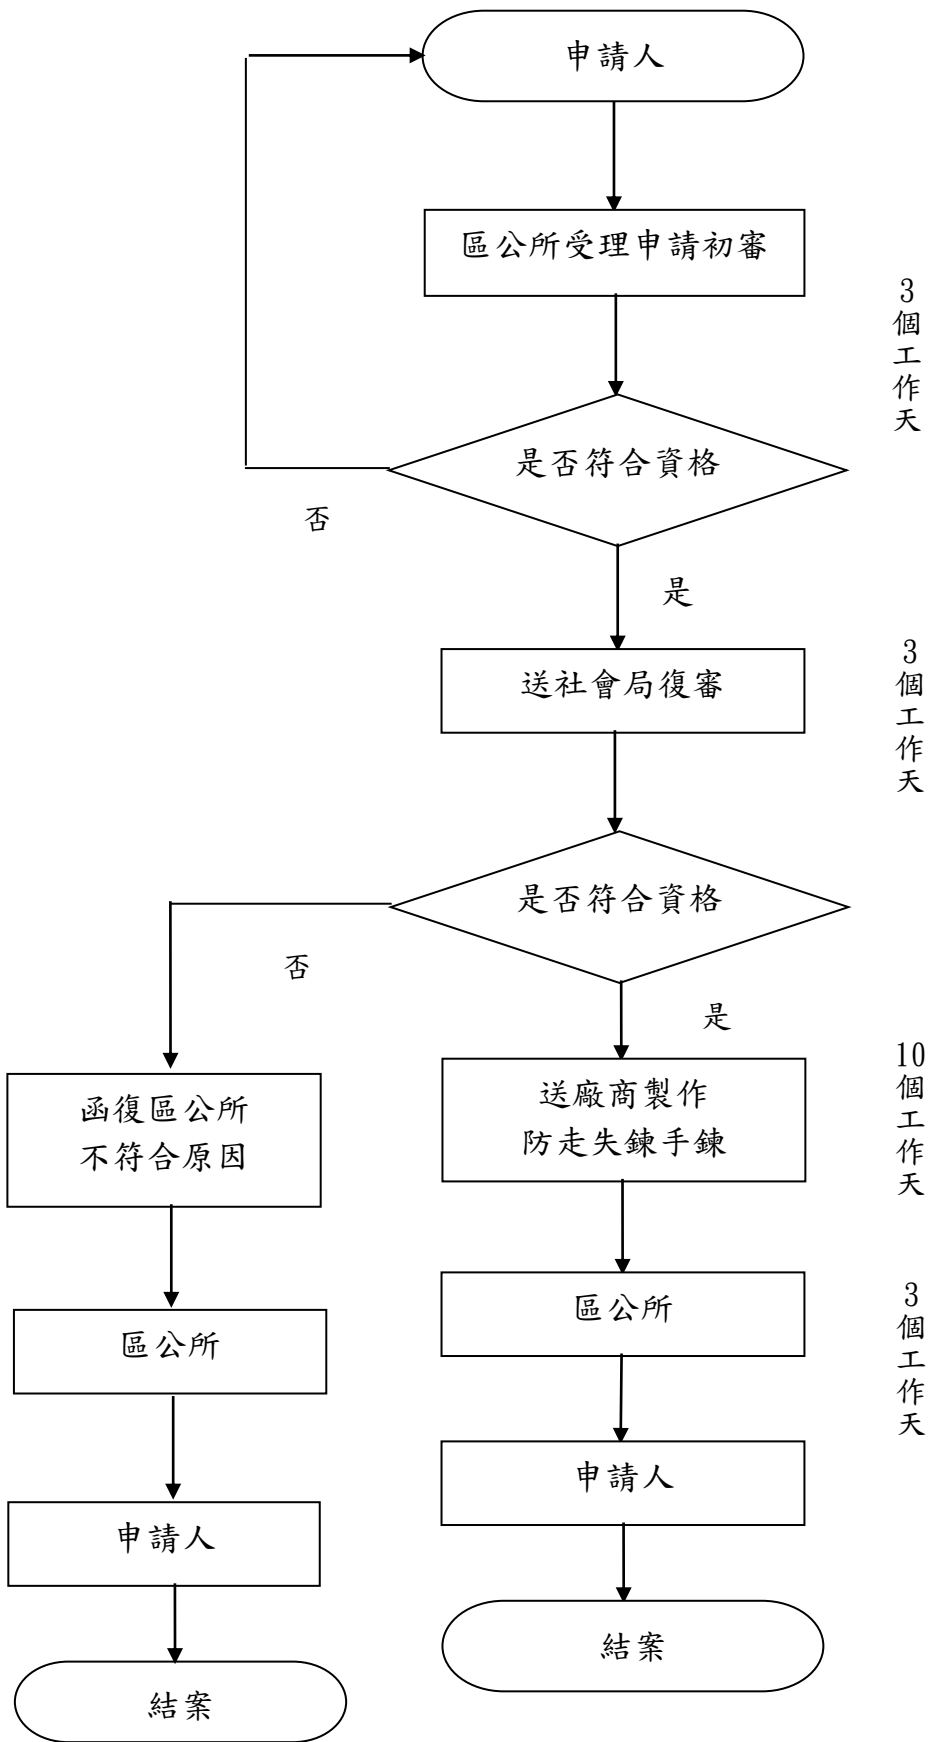 申請人
區公所受理申請初審
3個工作天
是否符合資格
否
是
送社會局復審
3個工作天
是否符合資格
否
是
函復區公所
不符合原因
送廠商製作
防走失鍊手鍊
10個工作天
區公所
區公所
3個工作天
申請人
申請人
結案
結案